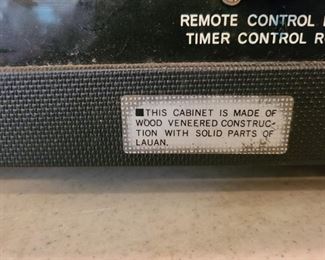 REMOTE CONTROL
TIMER CONTROL
■THIS CABINET IS MADE OF
WOOD VENEERED CONSTRUC-
TION WITH SOLID PARTS OF
LAUAN.